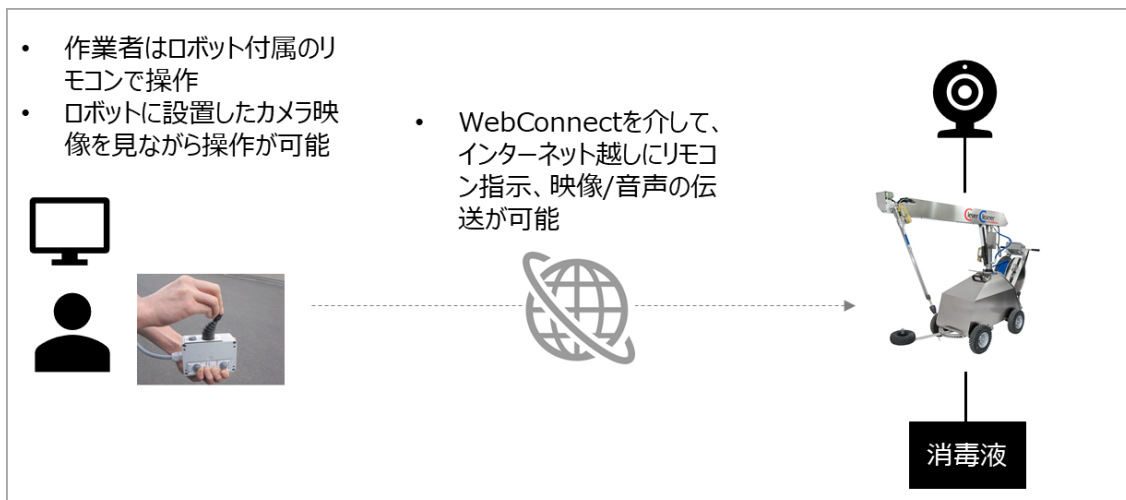 • 作業者はロボット付属のリ
モコンで操作
• ロボットに設置したカメラ映
像を見ながら操作が可能
• WebConnectを介して、
インターネット越しにリモコ
ン指示、映像/音声の伝
送が可能
Clever Cleaner
消毒液